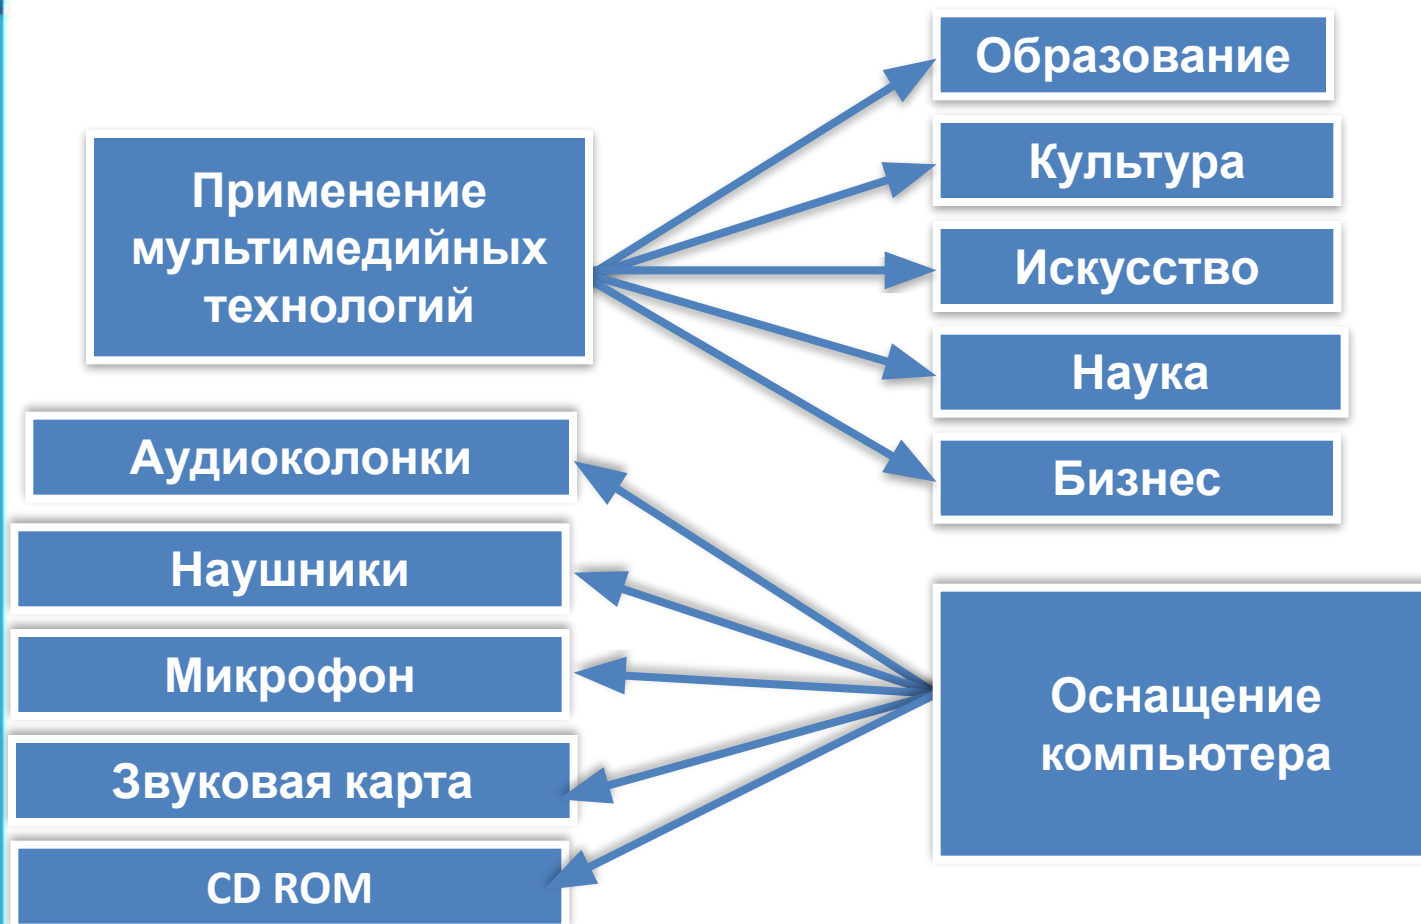 Применение
мультимедийных
технологий
Образование
Культура
Искусство
Наука
Бизнес
Аудиоколонки
Наушники
Микрофон
Звуковая карта
CD ROM
Оснащение
компьютера